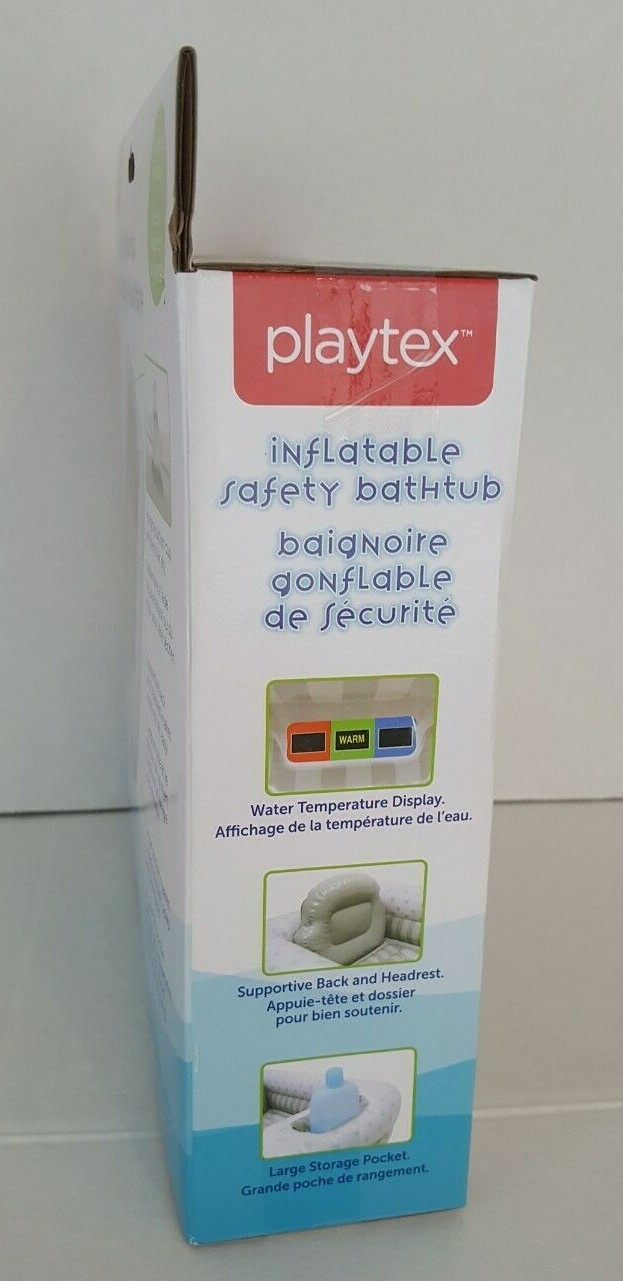 playtex™
iNfLatabLe
safety bathtub
baigNoire
goNfLabLe
de sécurité
WARM
Water Temperature Display.
Affichage de la température de l'eau.
Supportive Back and Headrest.
Appuie-tête et dossier
pour bien soutenir.
Large Storage Pocket.
Grande poche de rangement.